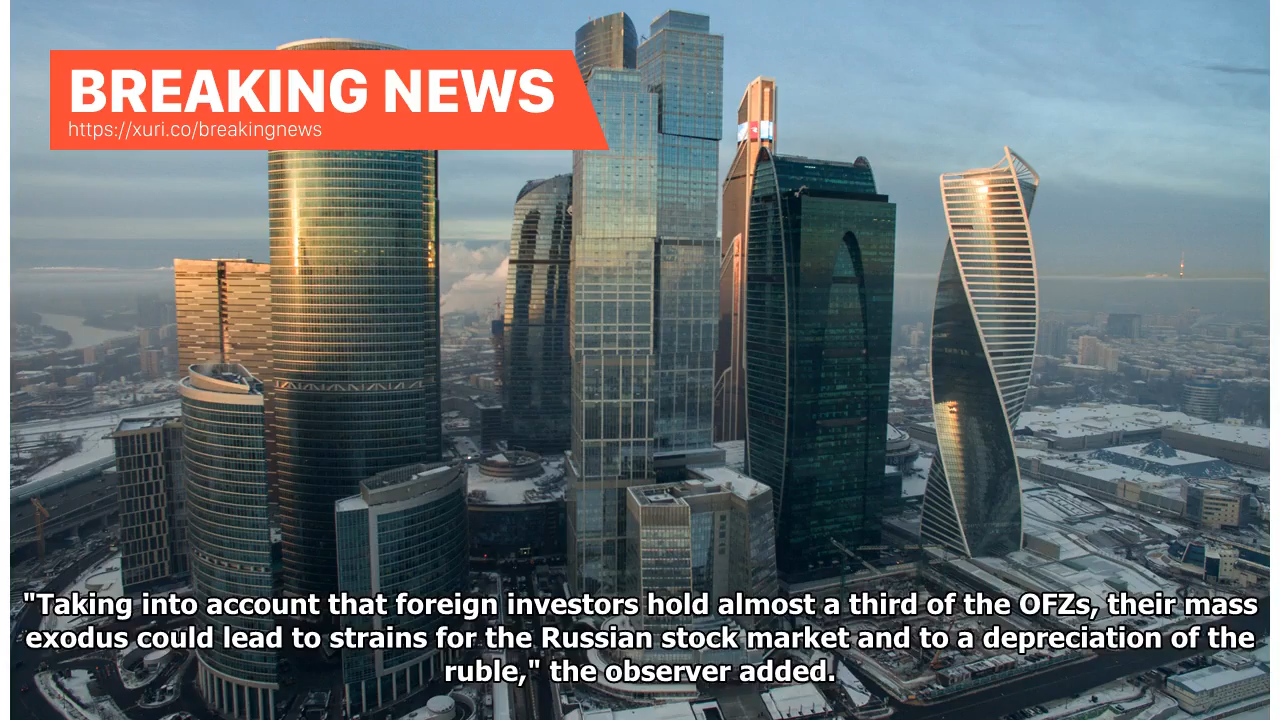 BREAKING NEWS
https://xuri.co/breakingnews
"Taking into account that foreign investors hold almost a third of the OFZs, their mass
exodus could lead to strains for the Russian stock market and to a depreciation of the
ruble," the observer added.